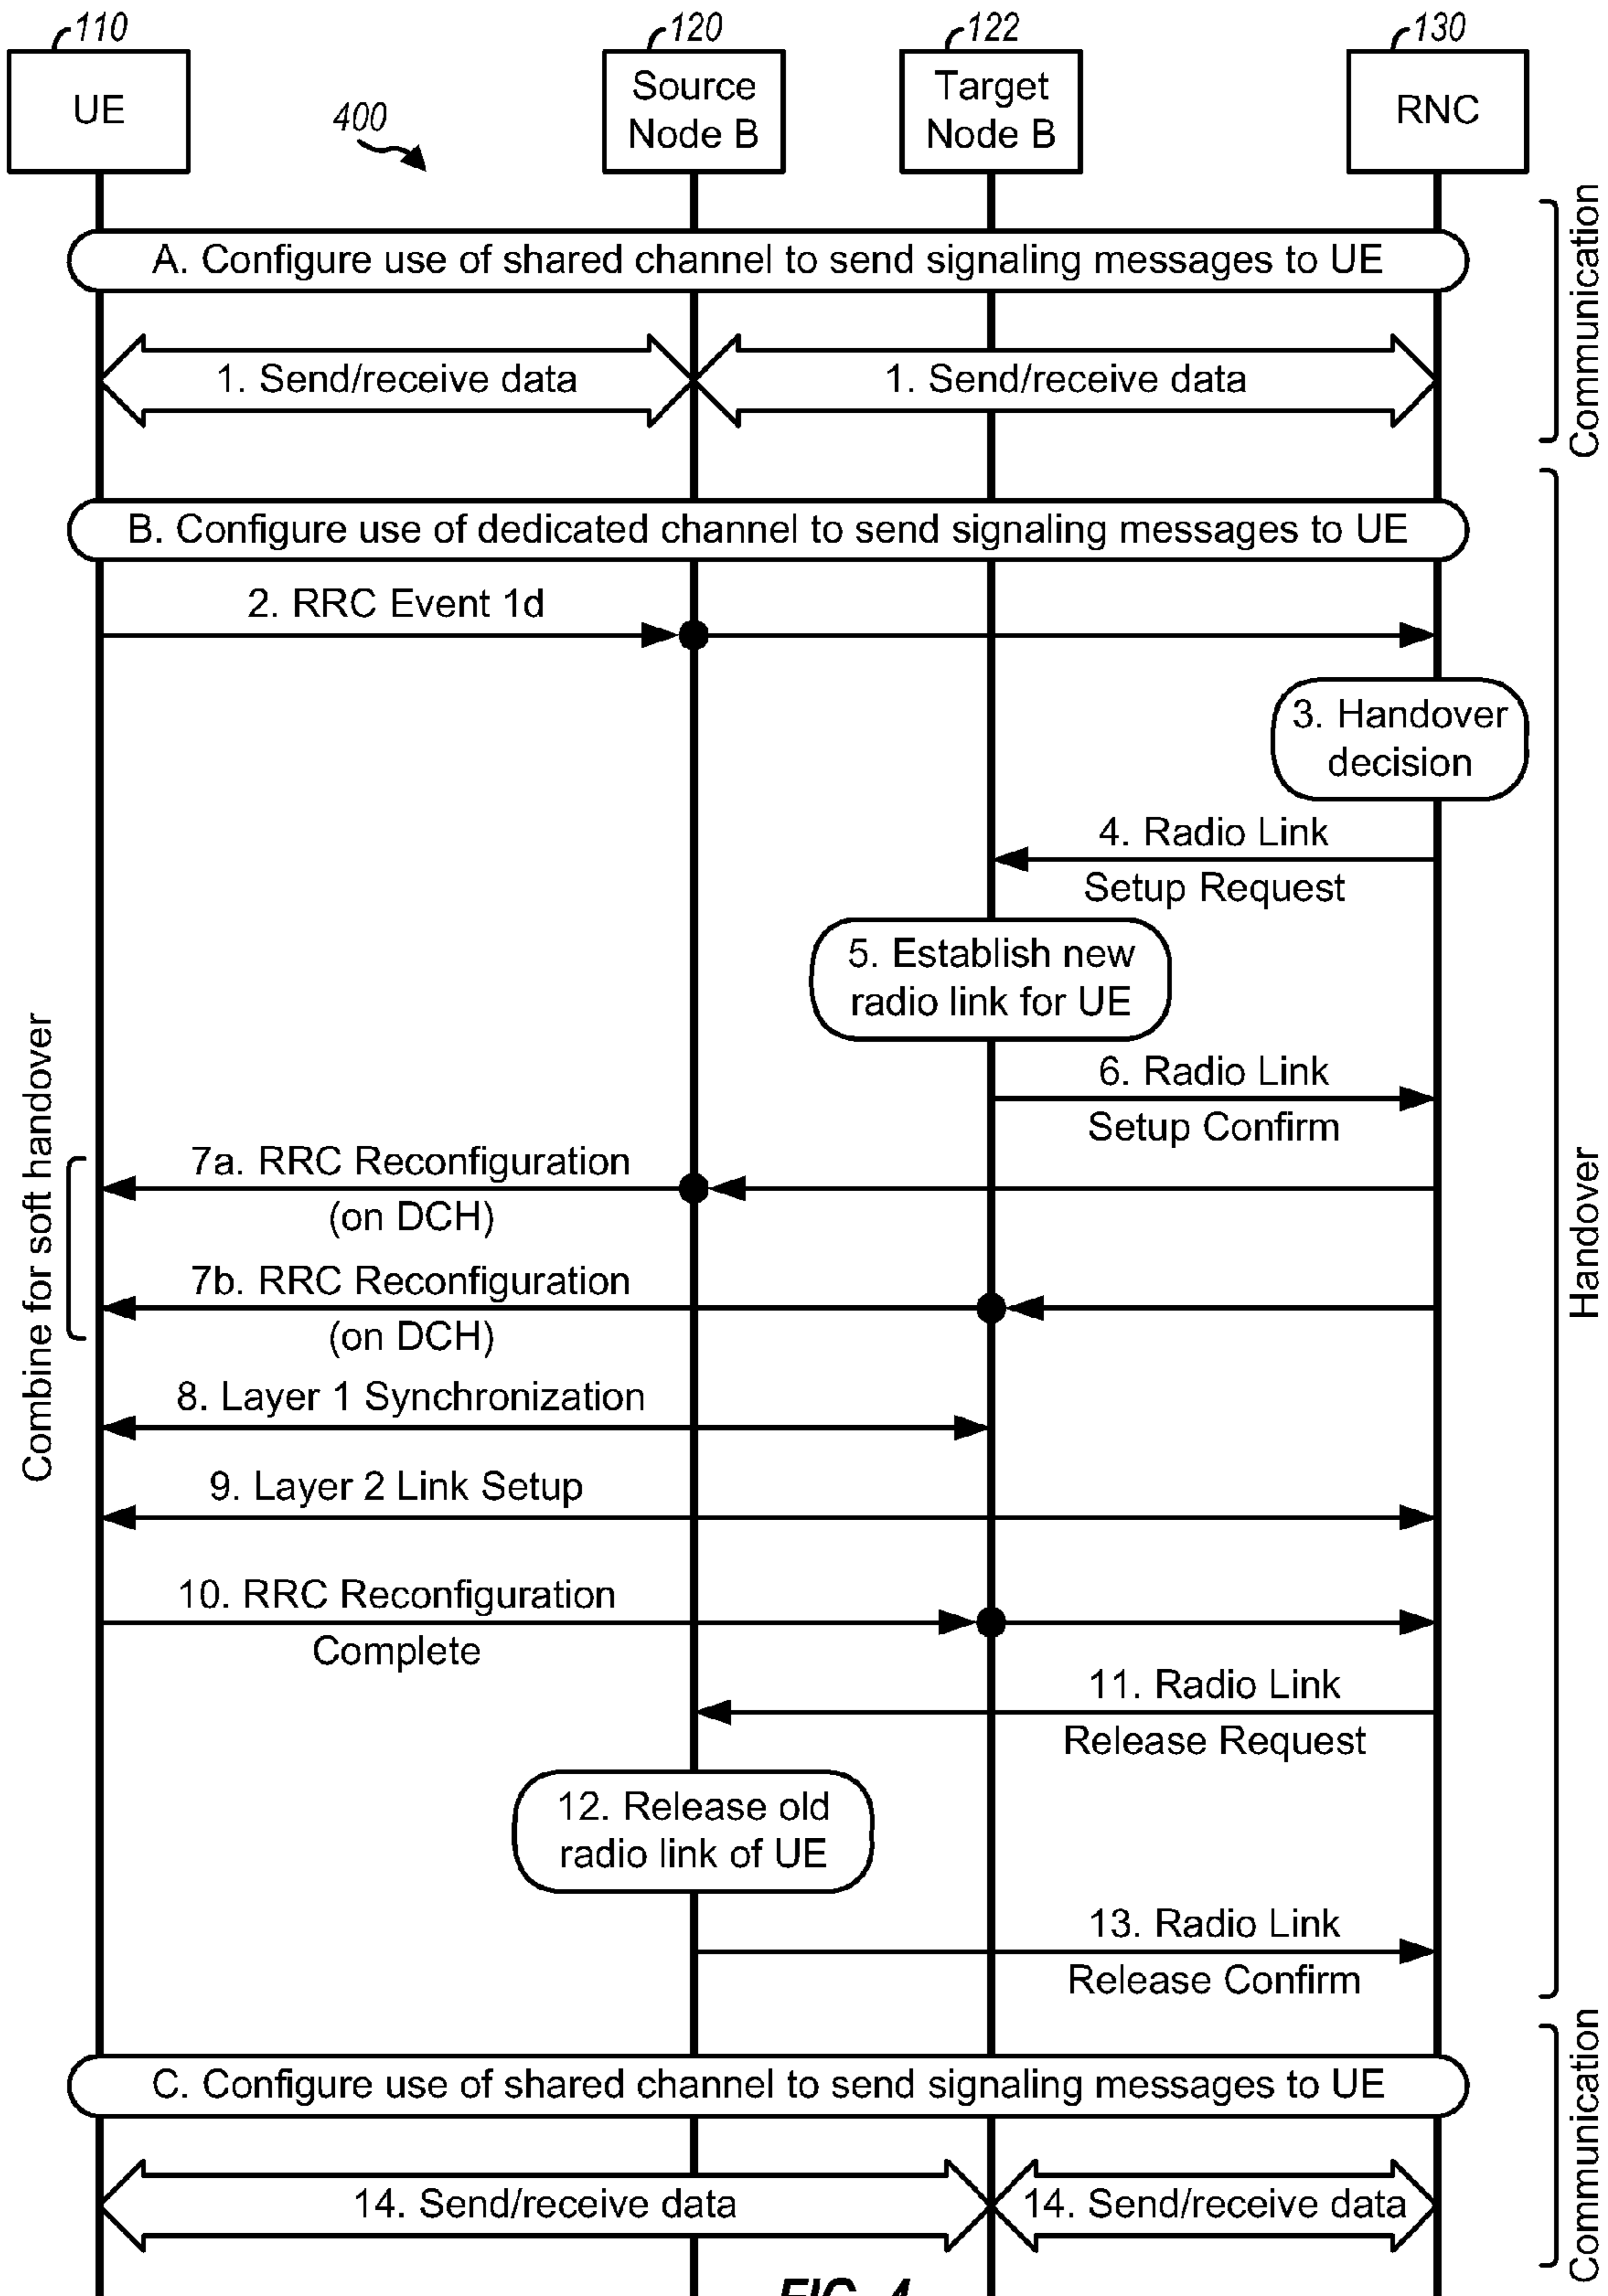 110
120
122
130
UE
Source
Node B
Target
Node B
RNC
400
Communication
A. Configure use of shared channel to send signaling messages to UE
1. Send/receive data
1. Send/receive data
B. Configure use of dedicated channel to send signaling messages to UE
2. RRC Event 1d
3. Handover
decision
4. Radio Link
Setup Request
5. Establish new
radio link for UE
6. Radio Link
Setup Confirm
Handover
Combine for soft handover
7a. RRC Reconfiguration
(on DCH)
7b. RRC Reconfiguration
(on DCH)
8. Layer 1 Synchronization
9. Layer 2 Link Setup
10. RRC Reconfiguration
Complete
11. Radio Link
Release Request
12. Release old
radio link of UE
13. Radio Link
Release Confirm
Communication
C. Configure use of shared channel to send signaling messages to UE
14. Send/receive data
14. Send/receive data
FIG. 4